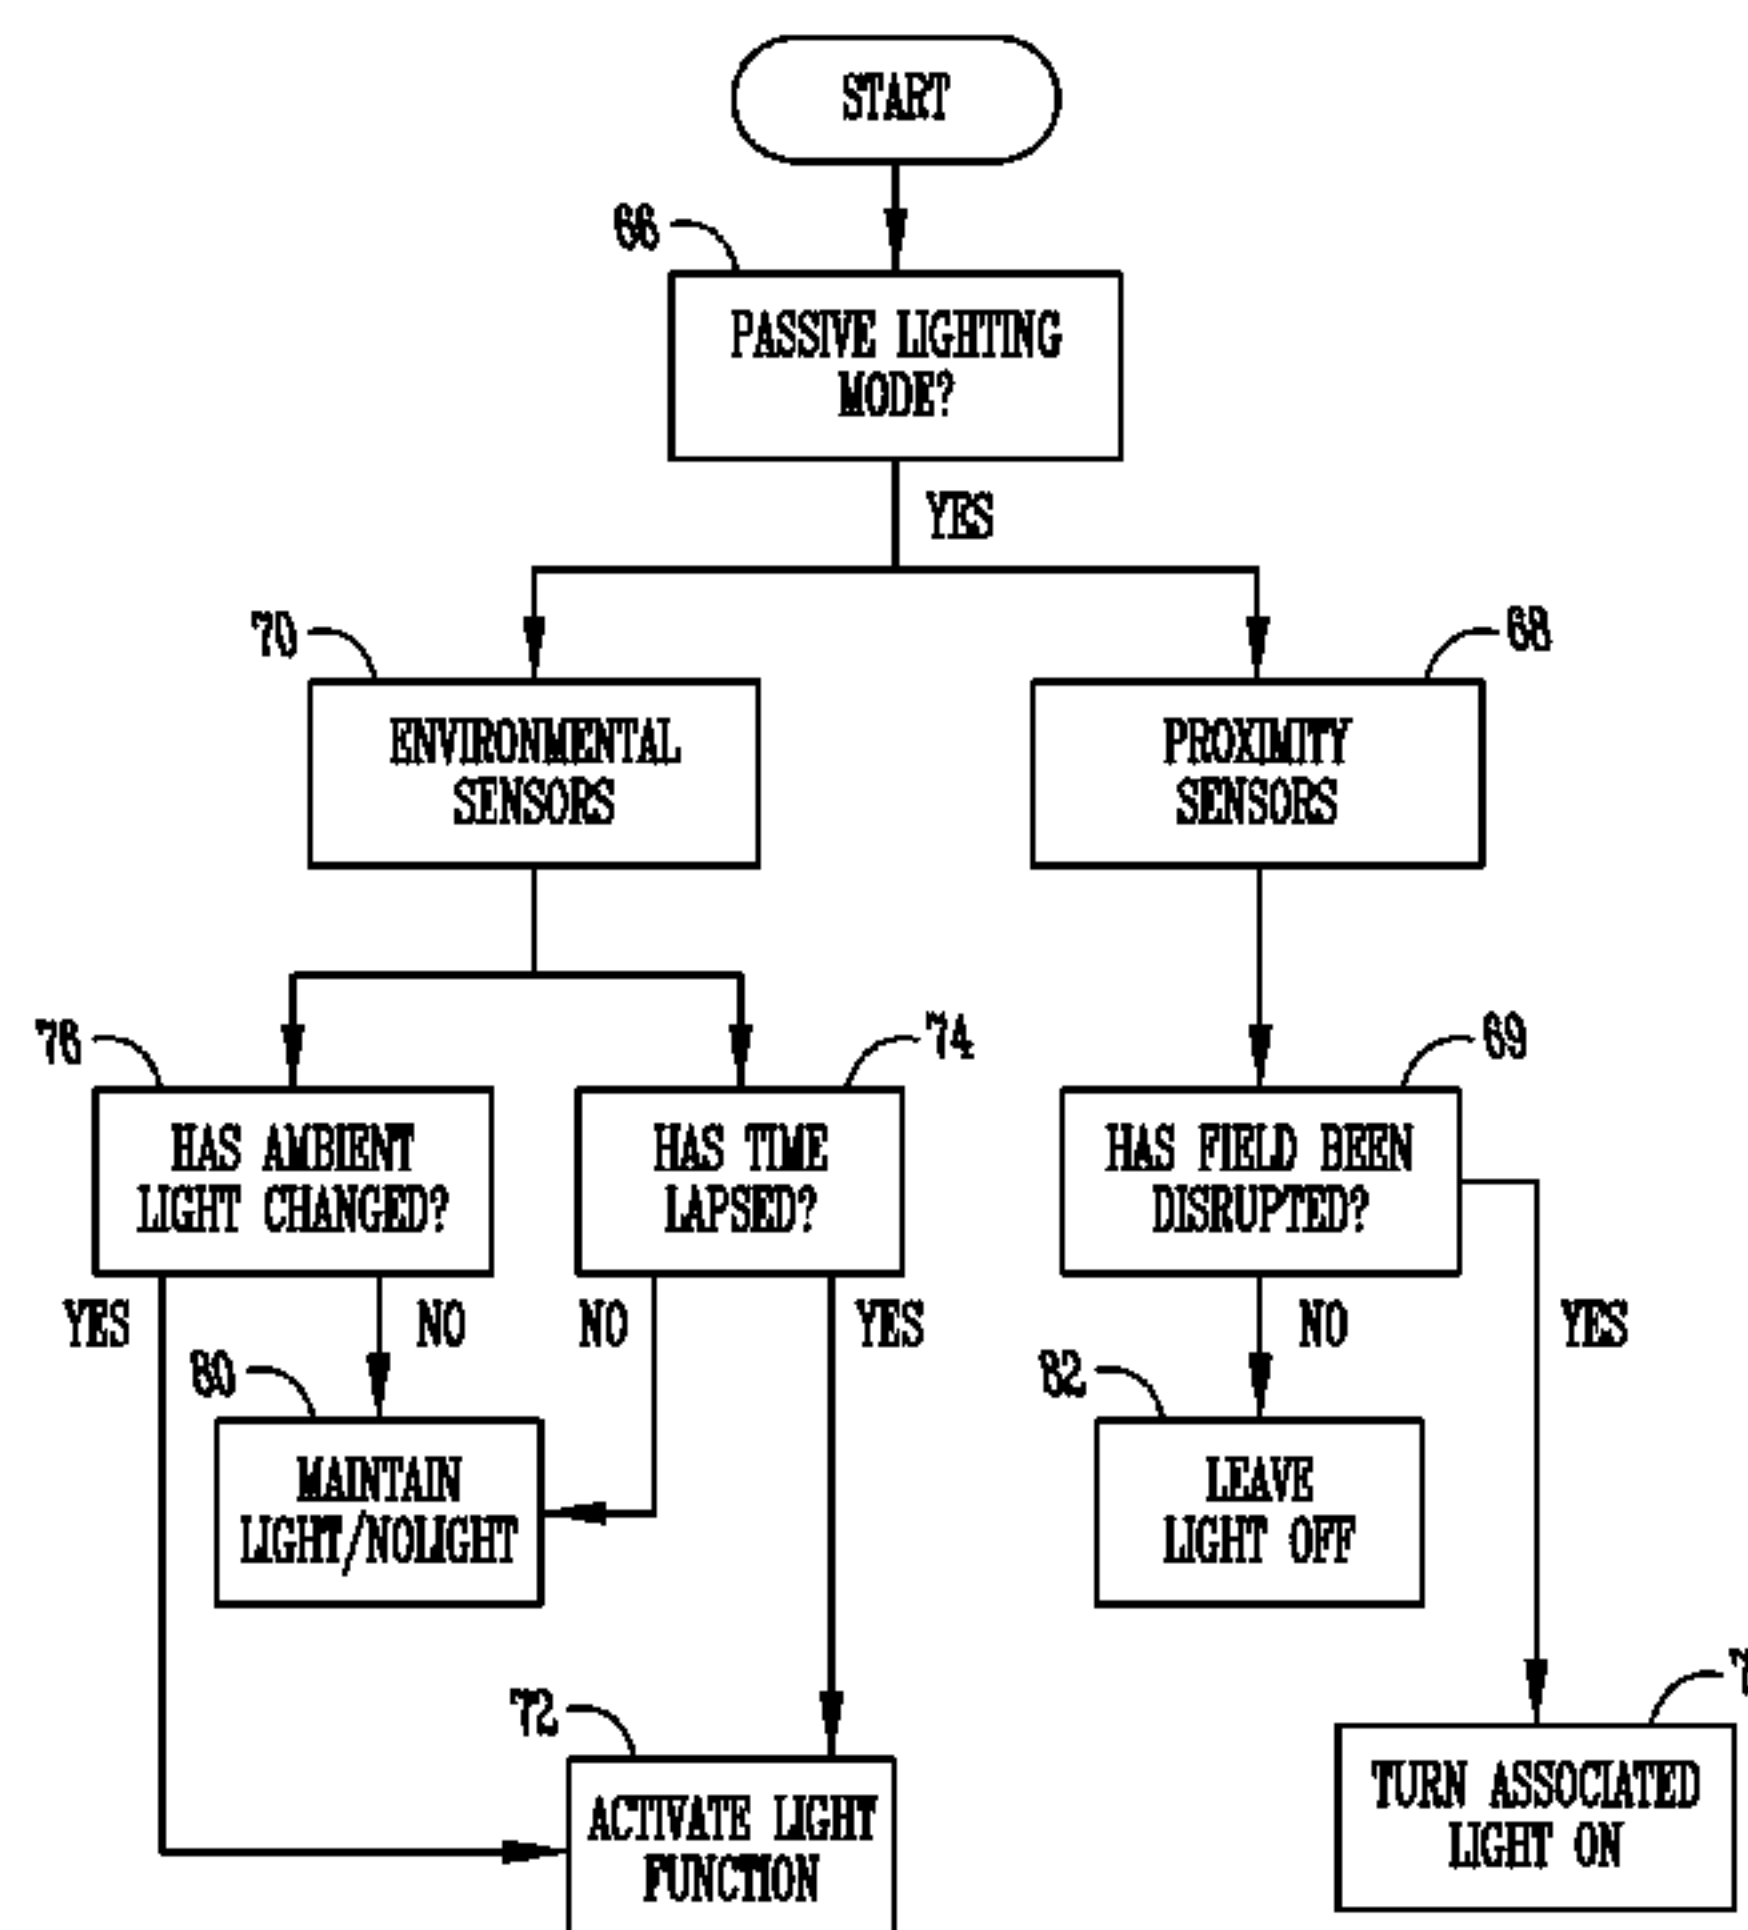 START
66
PASSIVE LIGHTING
MODE?
YES
70
68
ENVIRONMENTAL
SENSORS
PROXIMITY
SENSORS
76
74
69
HAS AMBIENT
LIGHT CHANGED?
HAS TIME
LAPSED?
HAS FIELD BEEN
DISRUPTED?
YES
NO
NO
YES
NO
YES
80
82
MAINTAIN
LIGHT/NOLIGHT
LEAVE
LIGHT OFF
72
TURN ASSOCIATED
LIGHT ON
ACTIVATE LIGHT
FUNCTION